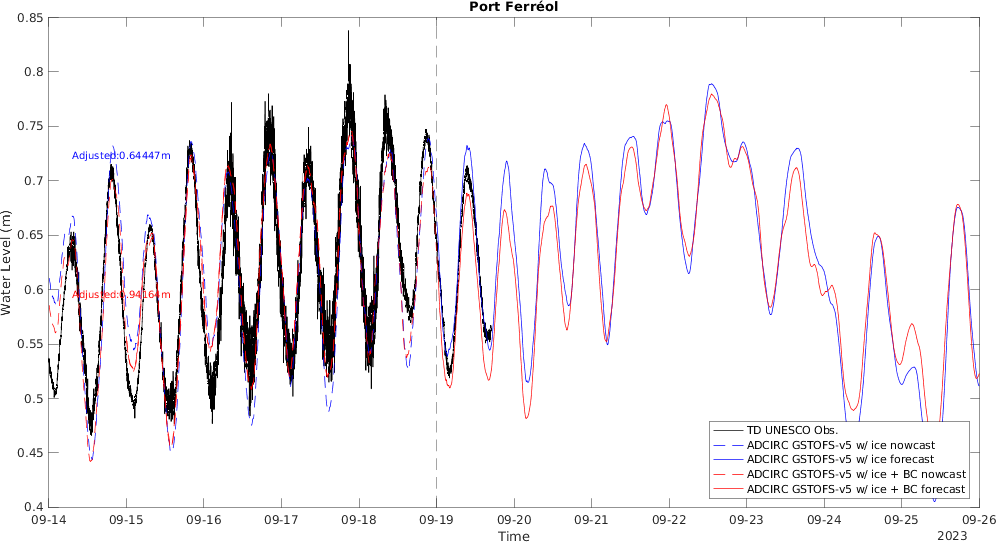 Port Ferréol
0.85
0.8
0.75
0.7
0.65
0.6
0.55
0.5
0.45
0.4
Water Level (m)
Adjusted:0.64447m
Adjusted:0.94164m
TD UNESCO Obs.
ADCIRC GSTOFS-v5 w/ ice nowcast
ADCIRC GSTOFS-v5 w/ ice forecast
ADCIRC GSTOFS-v5 w/ ice + BC nowcast
ADCIRC GSTOFS-v5 w/ ice + BC forecast
09-14 09-15 09-16 09-17 09-18 09-19 09-20 09-21 09-22 09-23 09-24 09-25 09-26
Time
2023